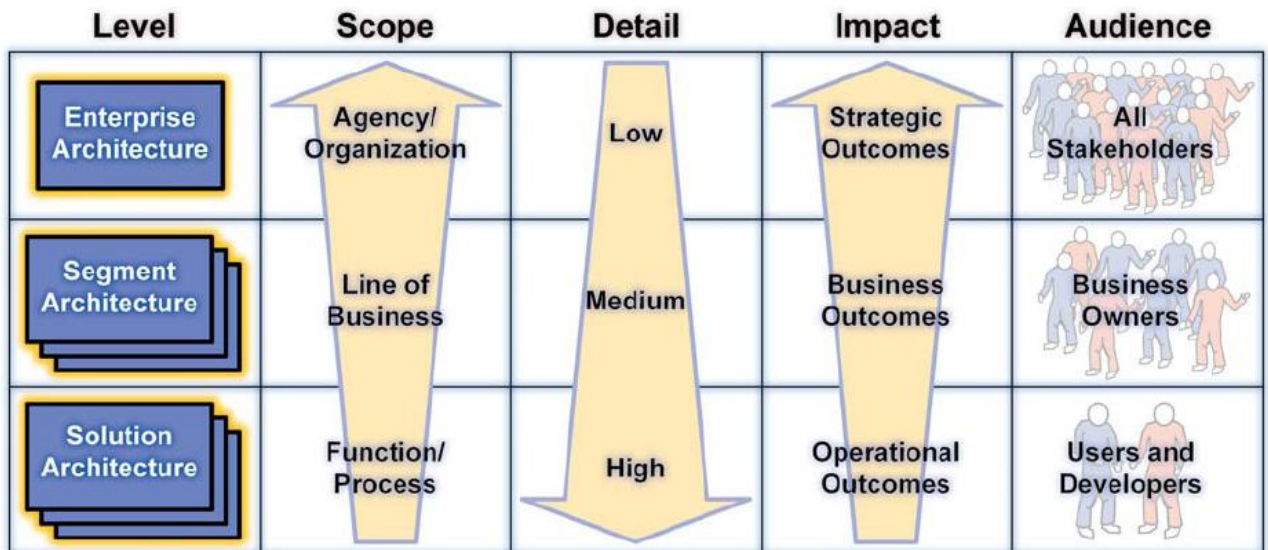 Level Scope Detail Impact Audience
Enterprise
Architecture
Agency/
Organization
Low
Strategic
Outcomes
All
Stakeholders
Segment
Architecture
Line of
Business
Medium
Business
Outcomes
Business
Owners
Solution
Architecture
Function/
Process
High
Operational
Outcomes
Users and
Developers